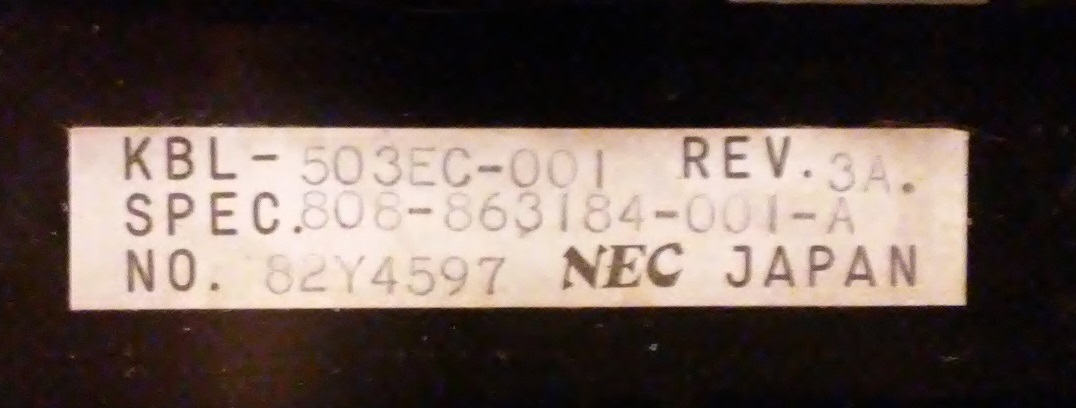 KBL-503EC-001 REV.3A.
SPEC.808-863184-001-A
NO. 82Y4597 NEC JAPAN